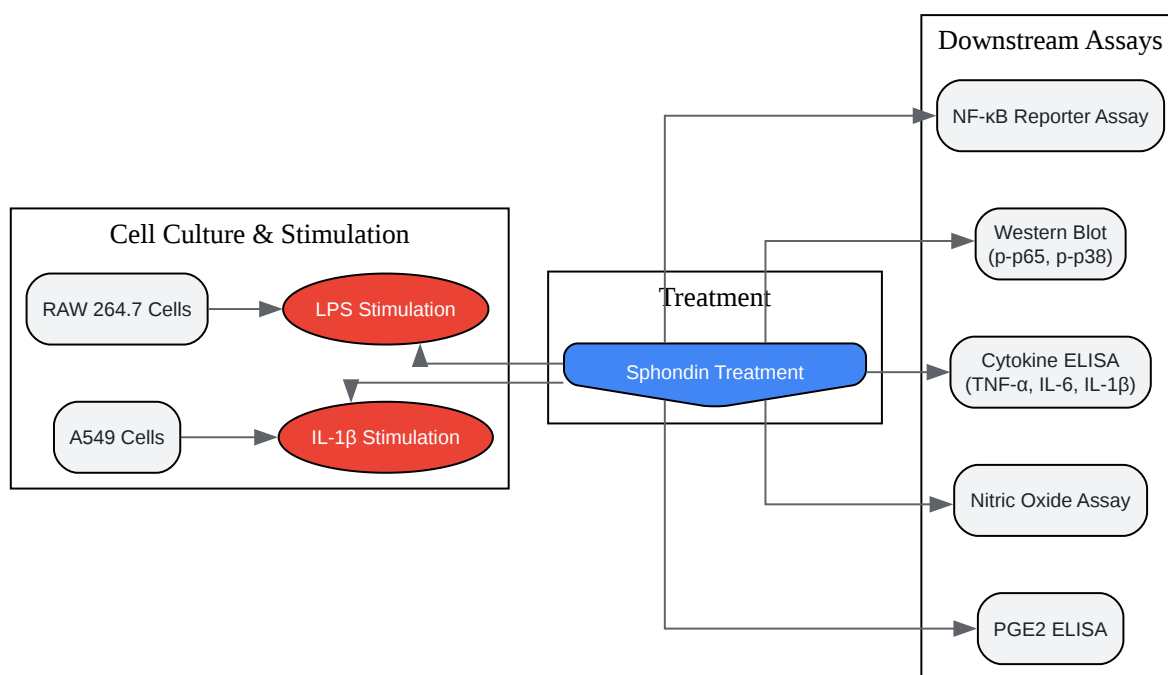 Cell Culture & Stimulation
RAW 264.7 Cells
LPS Stimulation
A549 Cells
IL-1β Stimulation
Treatment
Sphondin Treatment
Downstream Assays
NF-κB Reporter Assay
Western Blot
(p-p65, p-p38)
Cytokine ELISA
(TNF-α, IL-6, IL-1β)
Nitric Oxide Assay
PGE2 ELISA